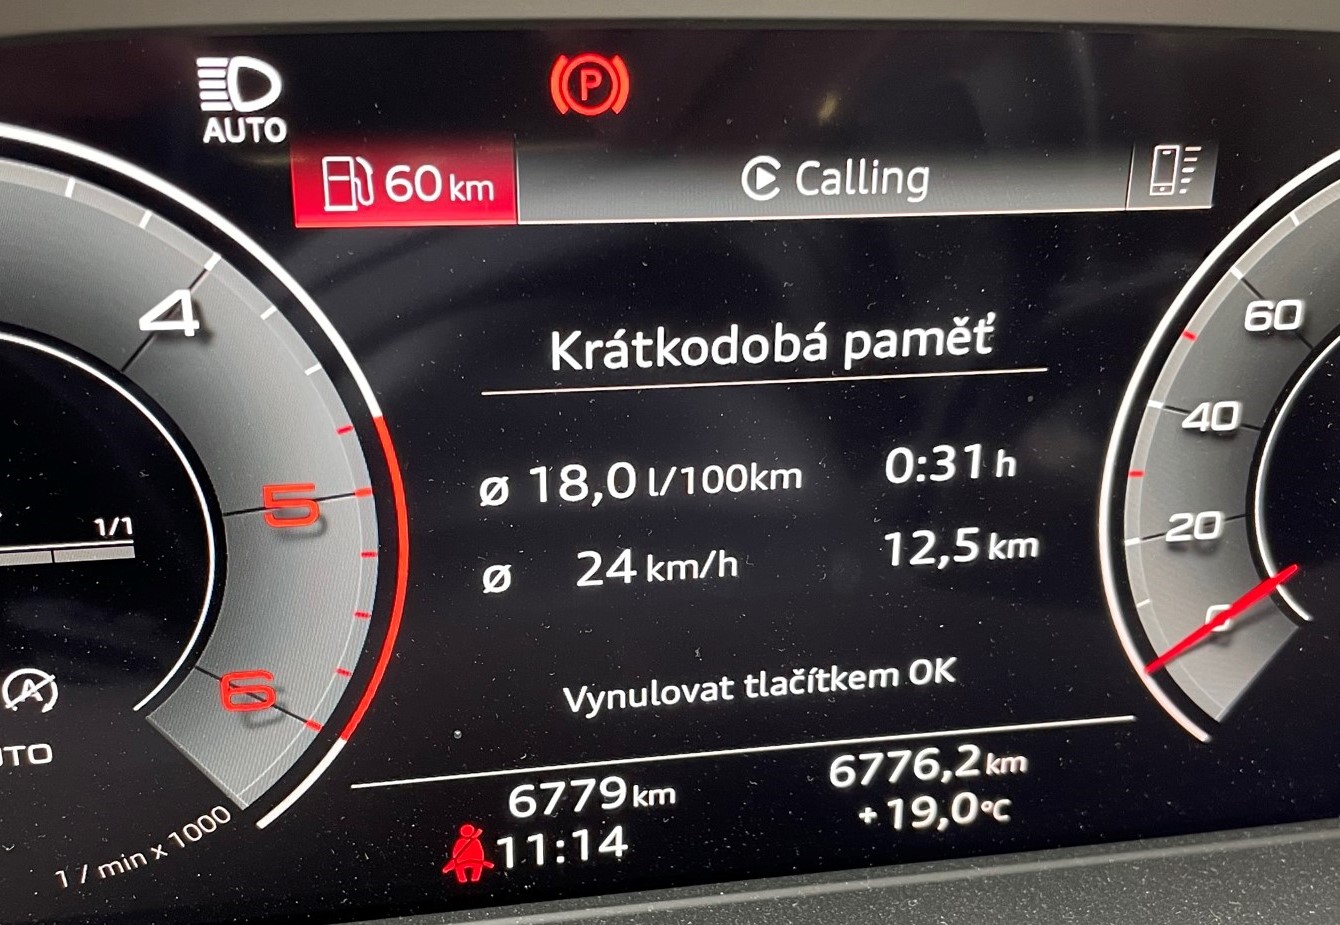 AUTO
P
60 km
Calling
4
5
6
1/1
A
UTO
1 / min x 1000
Krátkodobá paměť
ø 18,0 l/100km 0:31 h
ø 24 km/h 12,5 km
Vynulovat tlačítkem OK
6779 km 6776,2 km
11:14 +19,0°C
60
40
20
0